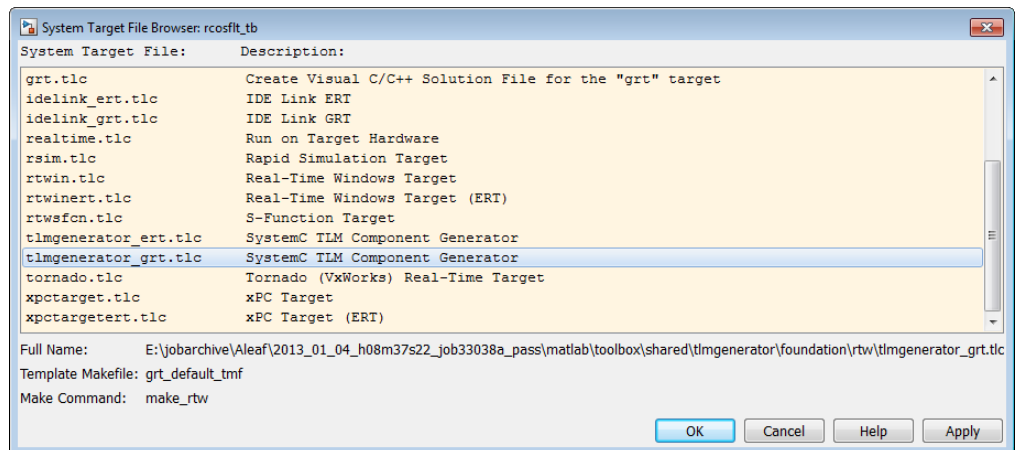 System Target File Browser: rcosflt_tb
System Target File: Description:
grt.tlc Create Visual C/C++ Solution File for the "grt" target
idelink_ert.tlc IDE Link ERT
idelink_grt.tlc IDE Link GRT
realtime.tlc Run on Target Hardware
rsim.tlc Rapid Simulation Target
rtwin.tlc Real-Time Windows Target
rtwinert.tlc Real-Time Windows Target (ERT)
rtwsfcn.tlc S-Function Target
tlmgenerator_ert.tlc SystemC TLM Component Generator
tlmgenerator_grt.tlc SystemC TLM Component Generator
tornado.tlc Tornado (VxWorks) Real-Time Target
xpctarget.tlc xPC Target
xpctargetert.tlc xPC Target (ERT)
Full Name: E:\jobarchive\Aleaf\2013_01_04_h08m37s22_job33038a_pass\matlab\toolbox\shared\tlmgenerator\foundation\rtw\tlmgenerator_grt.tlc
Template Makefile: grt_default_tmf
Make Command: make_rtw
OK Cancel Help Apply